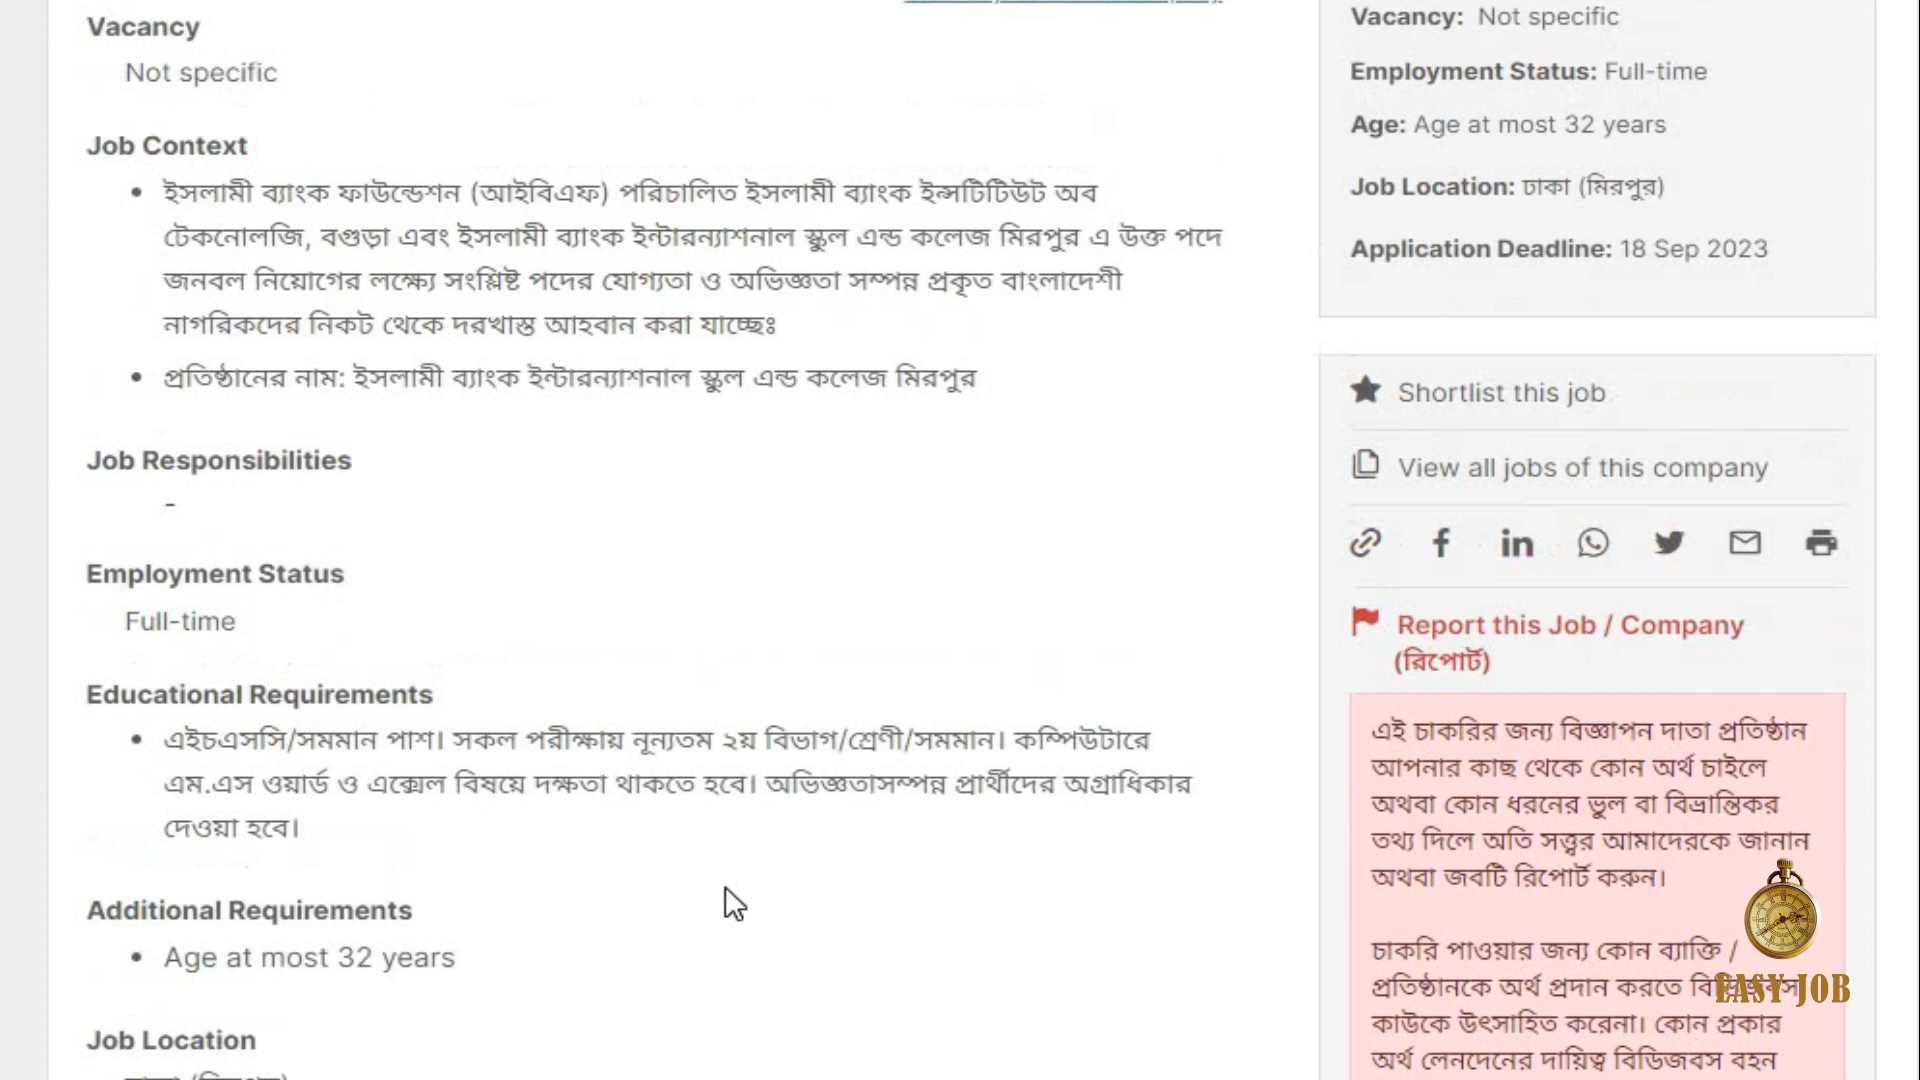 Vacancy
Not specific
Job Context
• ইসলামী ব্যাংক ফাউন্ডেশন (আইবিএফ) পরিচালিত ইসলামী ব্যাংক ইন্সটিটিউট অব
টেকনোলজি, বগুড়া এবং ইসলামী ব্যাংক ইন্টারন্যাশনাল স্কুল এন্ড কলেজ মিরপুর এ উক্ত পদে
জনবল নিয়োগের লক্ষ্যে সংশ্লিষ্ট পদের যোগ্যতা ও অভিজ্ঞতা সম্পন্ন প্রকৃত বাংলাদেশী
নাগরিকদের নিকট থেকে দরখাস্ত আহবান করা যাচ্ছেঃ
• প্রতিষ্ঠানের নাম: ইসলামী ব্যাংক ইন্টারন্যাশনাল স্কুল এন্ড কলেজ মিরপুর
Job Responsibilities
-
Employment Status
Full-time
Educational Requirements
• এইচএসসি/সমমান পাশ। সকল পরীক্ষায় নূন্যতম ২য় বিভাগ/শ্রেণী/সমমান। কম্পিউটারে
এম.এস ওয়ার্ড ও এক্সেল বিষয়ে দক্ষতা থাকতে হবে। অভিজ্ঞতাসম্পন্ন প্রার্থীদের অগ্রাধিকার
দেওয়া হবে।
Additional Requirements
• Age at most 32 years
Job Location
Vacancy: Not specific
Employment Status: Full-time
Age: Age at most 32 years
Job Location: ঢাকা (মিরপুর)
Application Deadline: 18 Sep 2023
Shortlist this job
View all jobs of this company
Report this Job / Company
(রিপোর্ট)
এই চাকরির জন্য বিজ্ঞাপন দাতা প্রতিষ্ঠান
আপনার কাছ থেকে কোন অর্থ চাইলে
অথবা কোন ধরনের ভুল বা বিভ্রান্তিকর
তথ্য দিলে অতি সত্ত্বর আমাদেরকে জানান
অথবা জবটি রিপোর্ট করুন।
চাকরি পাওয়ার জন্য কোন ব্যাক্তি /
প্রতিষ্ঠানকে অর্থ প্রদান করতে
কাউকে উৎসাহিত করেনা। কোন প্রকার
অর্থ লেনদেনের দায়িত্ব বিডিজবস বহন
EASY JOB